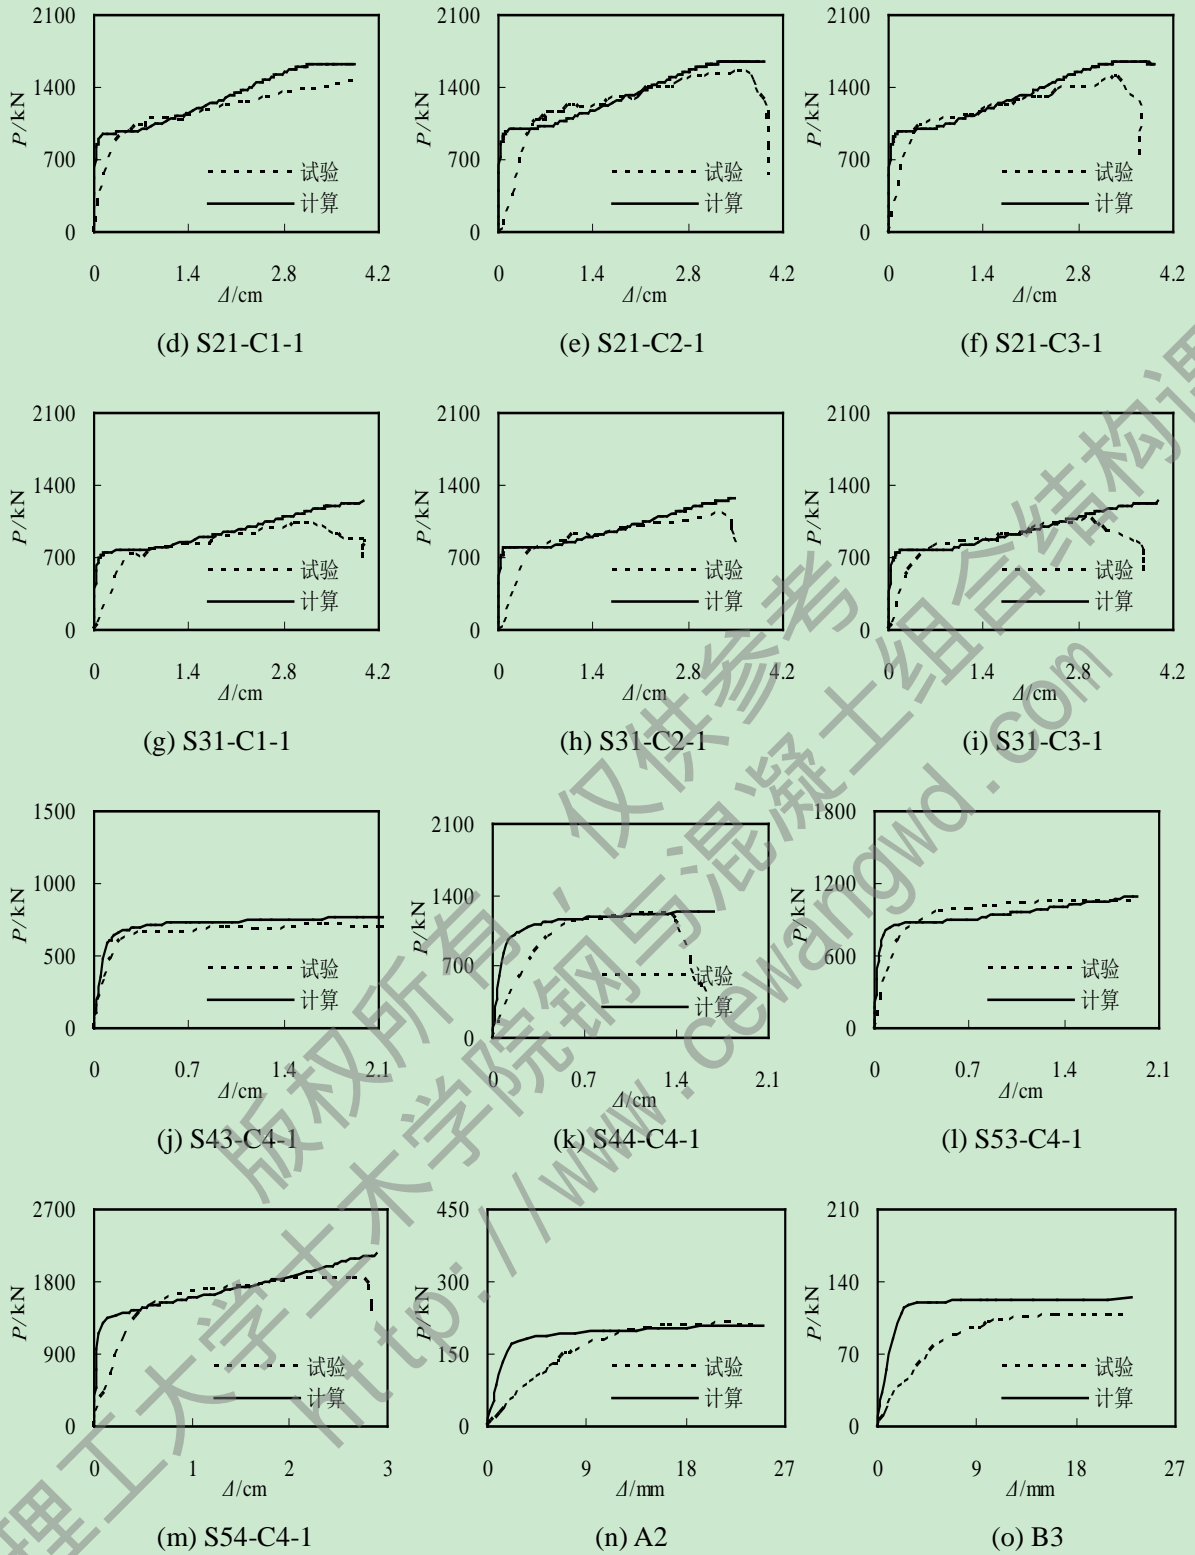 2100 2100 2100
1400 1400 1400
700 700 700
0 0 0
P/kN P/kN P/kN
试验 试验 试验
计算 计算 计算
0 1.4 2.8 4.2 0 1.4 2.8 4.2 0 1.4 2.8 4.2
Δ/cm Δ/cm Δ/cm
(d) S21-C1-1 (e) S21-C2-1 (f) S21-C3-1
2100 2100 2100
1400 1400 1400
700 700 700
0 0 0
P/kN P/kN P/kN
试验 试验 试验
计算 计算 计算
0 1.4 2.8 4.2 0 1.4 2.8 4.2 0 1.4 2.8 4.2
Δ/cm Δ/cm Δ/cm
(g) S31-C1-1 (h) S31-C2-1 (i) S31-C3-1
1500 2100 1800
1000 1400 1200
500 700 600
0 0 0
P/kN P/kN P/kN
试验 试验 试验
计算 计算 计算
0 0.7 1.4 2.1 0 0.7 1.4 2.1 0 0.7 1.4 2.1
Δ/cm Δ/cm Δ/cm
(j) S43-C4-1 (k) S44-C4-1 (l) S53-C4-1
2700 450 210
1800 300 140
900 150 70
0 0 0
P/kN P/kN P/kN
试验 试验 试验
计算 计算 计算
0 1 2 3 0 9 18 27 0 9 18 27
Δ/cm Δ/mm Δ/mm
(m) S54-C4-1 (n) A2 (o) B3
版权所有，仅供参考
理工大学土木学院钢与混凝土组合结构课
http://www.cewangwd.com